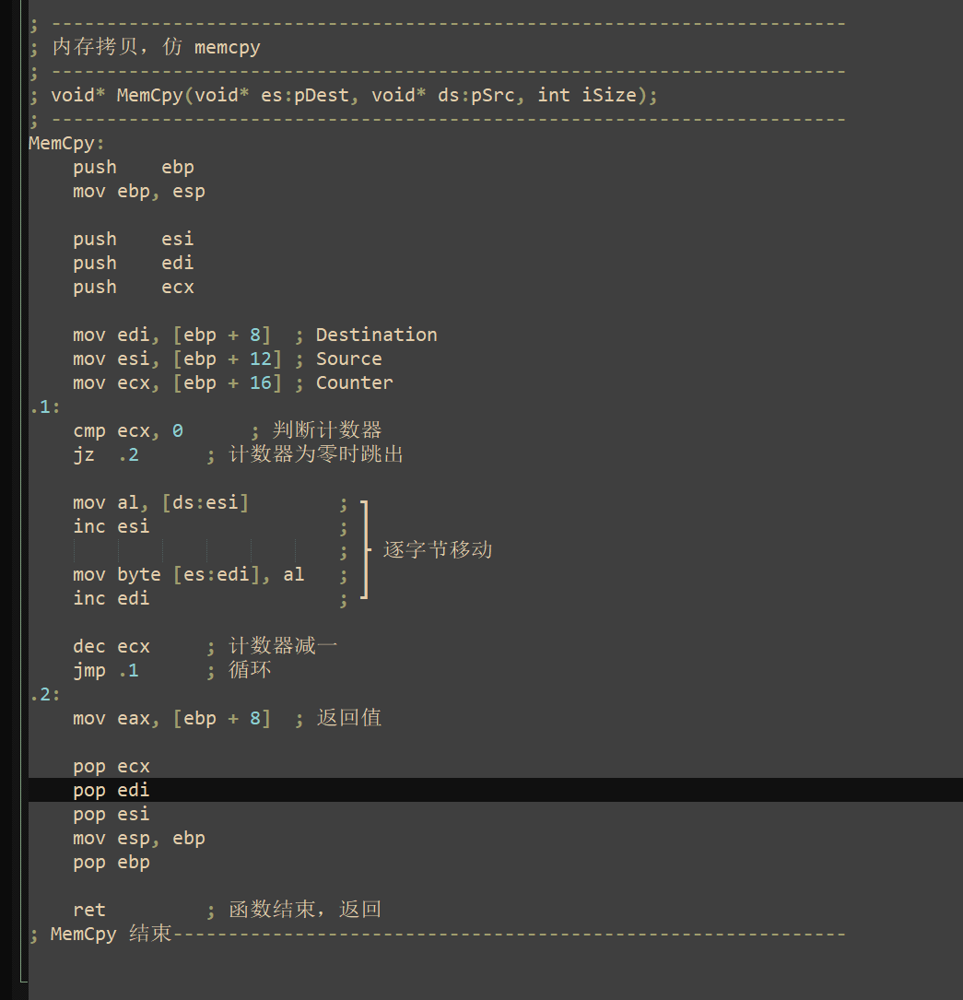 ; ------------------------------------------------------------------------
; 内存拷贝，仿 memcpy
; ------------------------------------------------------------------------
; void* MemCpy(void* es:pDest, void* ds:pSrc, int iSize);
; ------------------------------------------------------------------------
MemCpy:
    push    ebp
    mov ebp, esp

    push    esi
    push    edi
    push    ecx

    mov edi, [ebp + 8]  ; Destination
    mov esi, [ebp + 12] ; Source
    mov ecx, [ebp + 16] ; Counter
.1:
    cmp ecx, 0      ; 判断计数器
    jz  .2      ; 计数器为零时跳出

    mov al, [ds:esi]        ; ┓
    inc esi                 ; ┃
                            ; ┣ 逐字节移动
    mov byte [es:edi], al   ; ┃
    inc edi                 ; ┛

    dec ecx     ; 计数器减一
    jmp .1      ; 循环
.2:
    mov eax, [ebp + 8]  ; 返回值

    pop ecx
    pop edi
    pop esi
    mov esp, ebp
    pop ebp

    ret         ; 函数结束，返回
; MemCpy 结束-------------------------------------------------------------